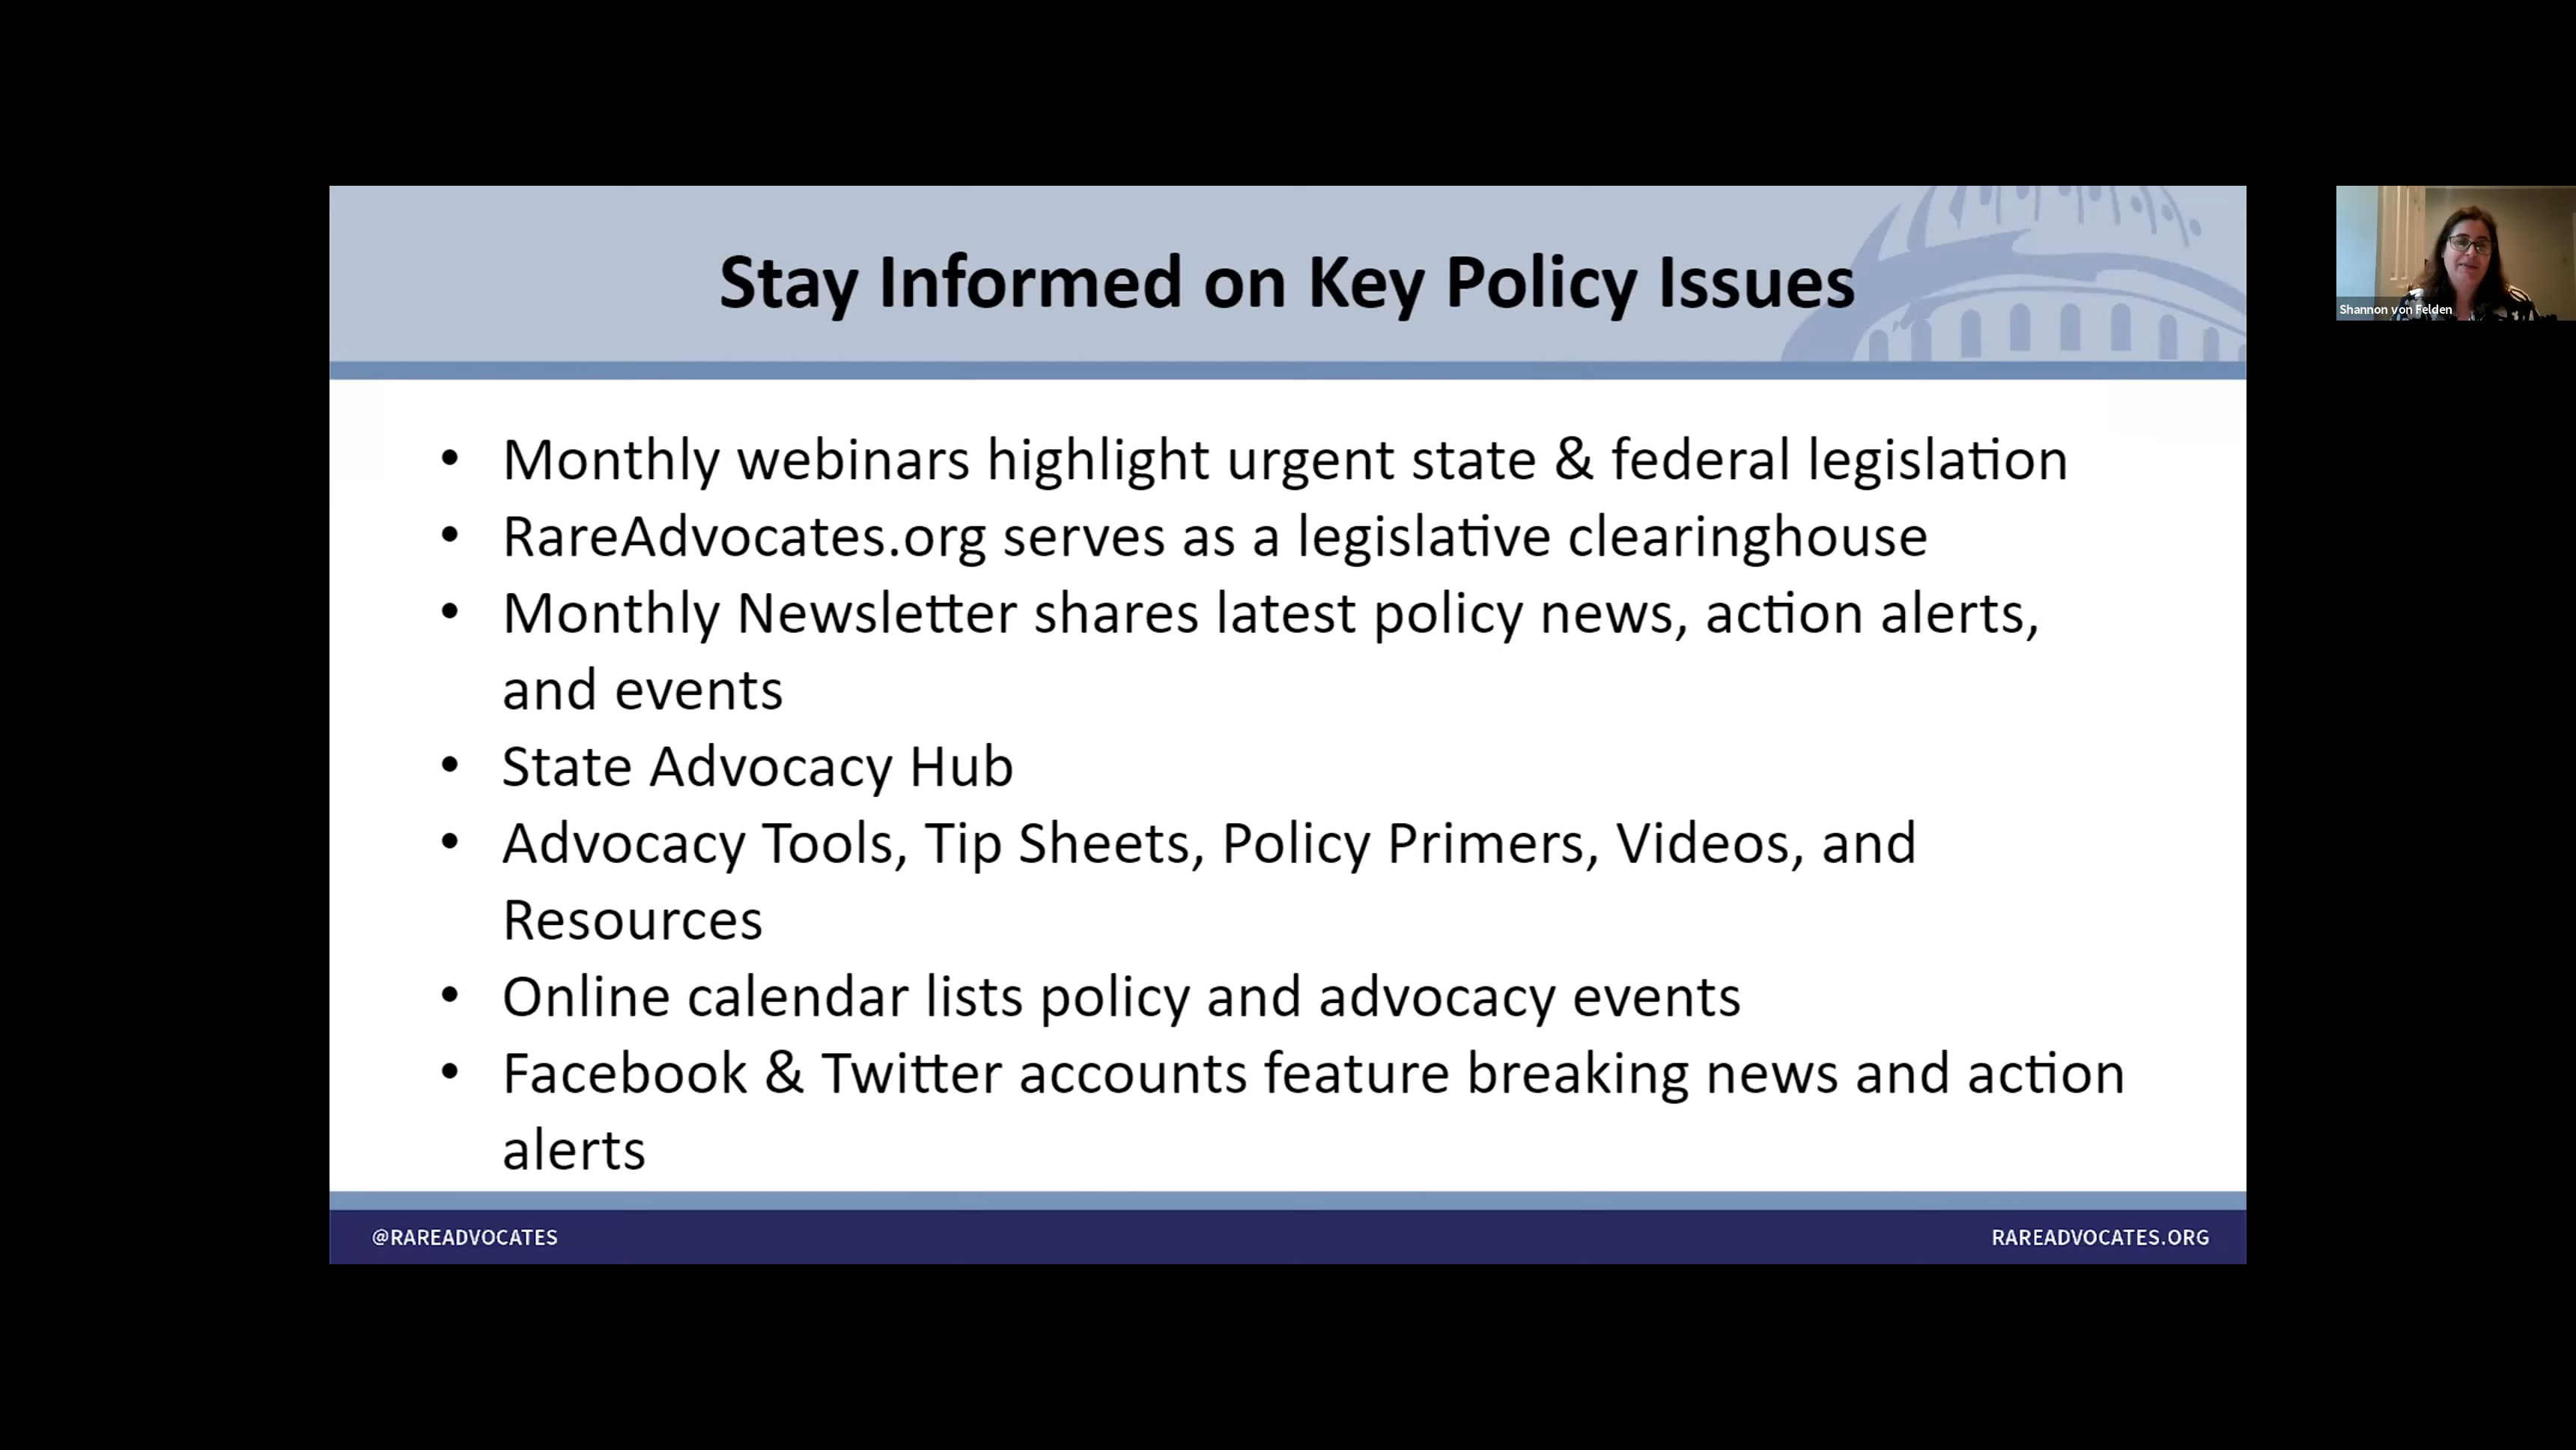 Stay Informed on Key Policy Issues
Shannon von Felden
• Monthly webinars highlight urgent state & federal legislation
• RareAdvocates.org serves as a legislative clearinghouse
• Monthly Newsletter shares latest policy news, action alerts,
and events
• State Advocacy Hub
• Advocacy Tools, Tip Sheets, Policy Primers, Videos, and
Resources
• Online calendar lists policy and advocacy events
• Facebook & Twitter accounts feature breaking news and action
alerts
@RAREADVOCATES
RAREADVOCATES.ORG